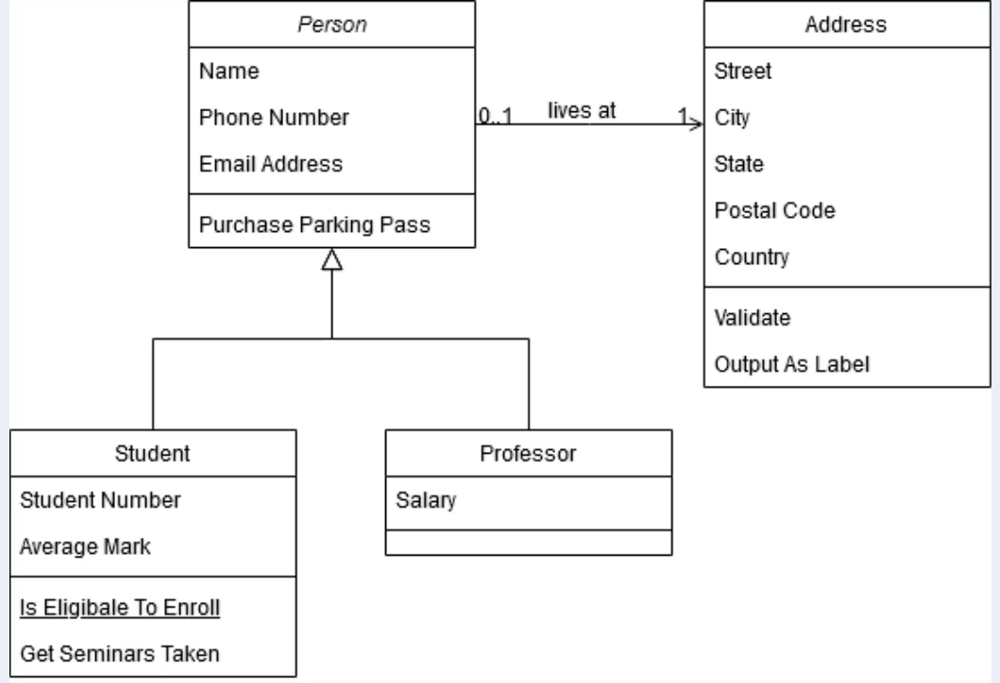 Person
Name
Phone Number
Email Address
Purchase Parking Pass
0..1 lives at 1
Address
Street
City
State
Postal Code
Country
Validate
Output As Label
Student
Student Number
Average Mark
Is Eligibale To Enroll
Get Seminars Taken
Professor
Salary